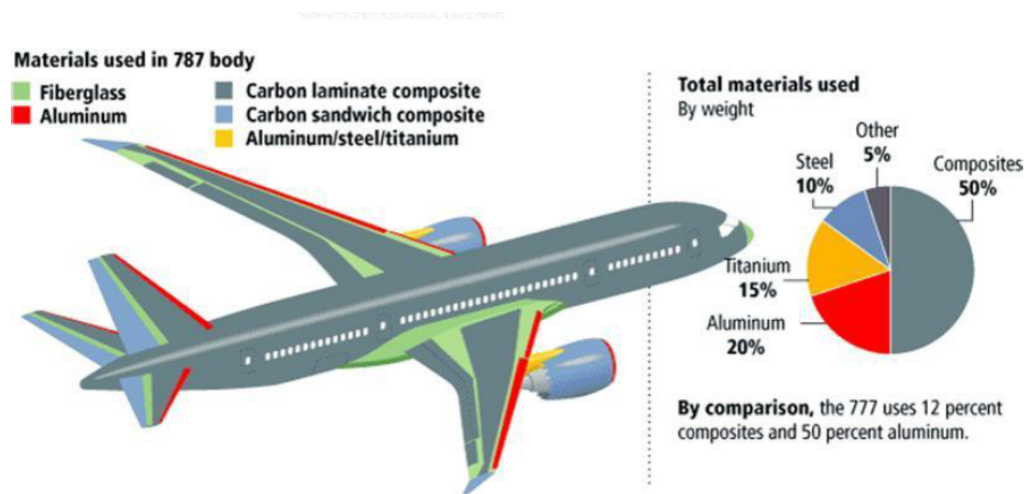 Materials used in 787 body
Fiberglass
Aluminum
Carbon laminate composite
Carbon sandwich composite
Aluminum/steel/titanium
Total materials used
By weight
Other
5%
Steel
10%
Composites
50%
Titanium
15%
Aluminum
20%
By comparison, the 777 uses 12 percent
composites and 50 percent aluminum.